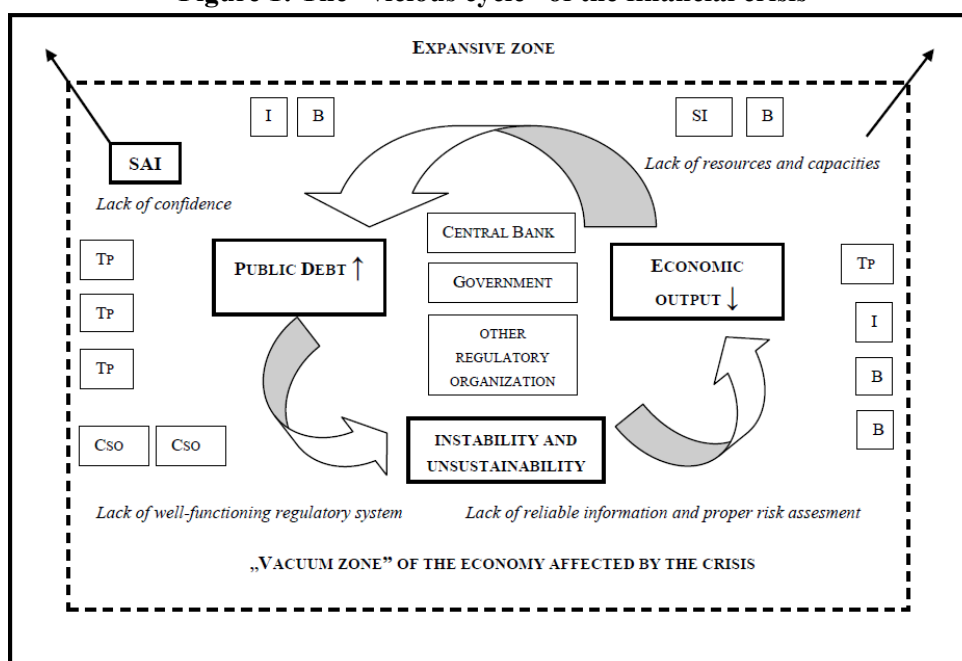 Figure 1: The "vicious cycle" of the financial crisis
EXPANSIVE ZONE
I
B
SI
B
SAI
Lack of resources and capacities
Lack of confidence
CENTRAL BANK
TP
PUBLIC DEBT ↑
GOVERNMENT
ECONOMIC
OUTPUT ↓
TP
TP
I
OTHER
REGULATORY
ORGANIZATION
TP
B
CSO
CSO
INSTABILITY AND
UNSUSTAINABILITY
B
Lack of well-functioning regulatory system
Lack of reliable information and proper risk assesment
„VACUUM ZONE” OF THE ECONOMY AFFECTED BY THE CRISIS